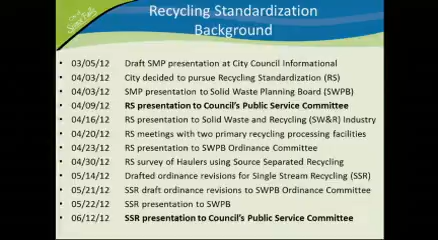 City of
Sioux Falls
Recycling Standardization
Background
• 03/05/12 Draft SMP presentation at City Council Informational
• 04/03/12 City decided to pursue Recycling Standardization (RS)
• 04/03/12 SMP presentation to Solid Waste Planning Board (SWPB)
• 04/09/12 RS presentation to Council's Public Service Committee
• 04/16/12 RS presentation to Solid Waste and Recycling (SW&R) Industry
• 04/20/12 RS meetings with two primary recycling processing facilities
• 04/23/12 RS presentation to SWPB Ordinance Committee
• 04/30/12 RS survey of Haulers using Source Separated Recycling
• 05/14/12 Drafted ordinance revisions for Single Stream Recycling (SSR)
• 05/21/12 SSR draft ordinance revisions to SWPB Ordinance Committee
• 05/22/12 SSR presentation to SWPB
• 06/12/12 SSR presentation to Council's Public Service Committee